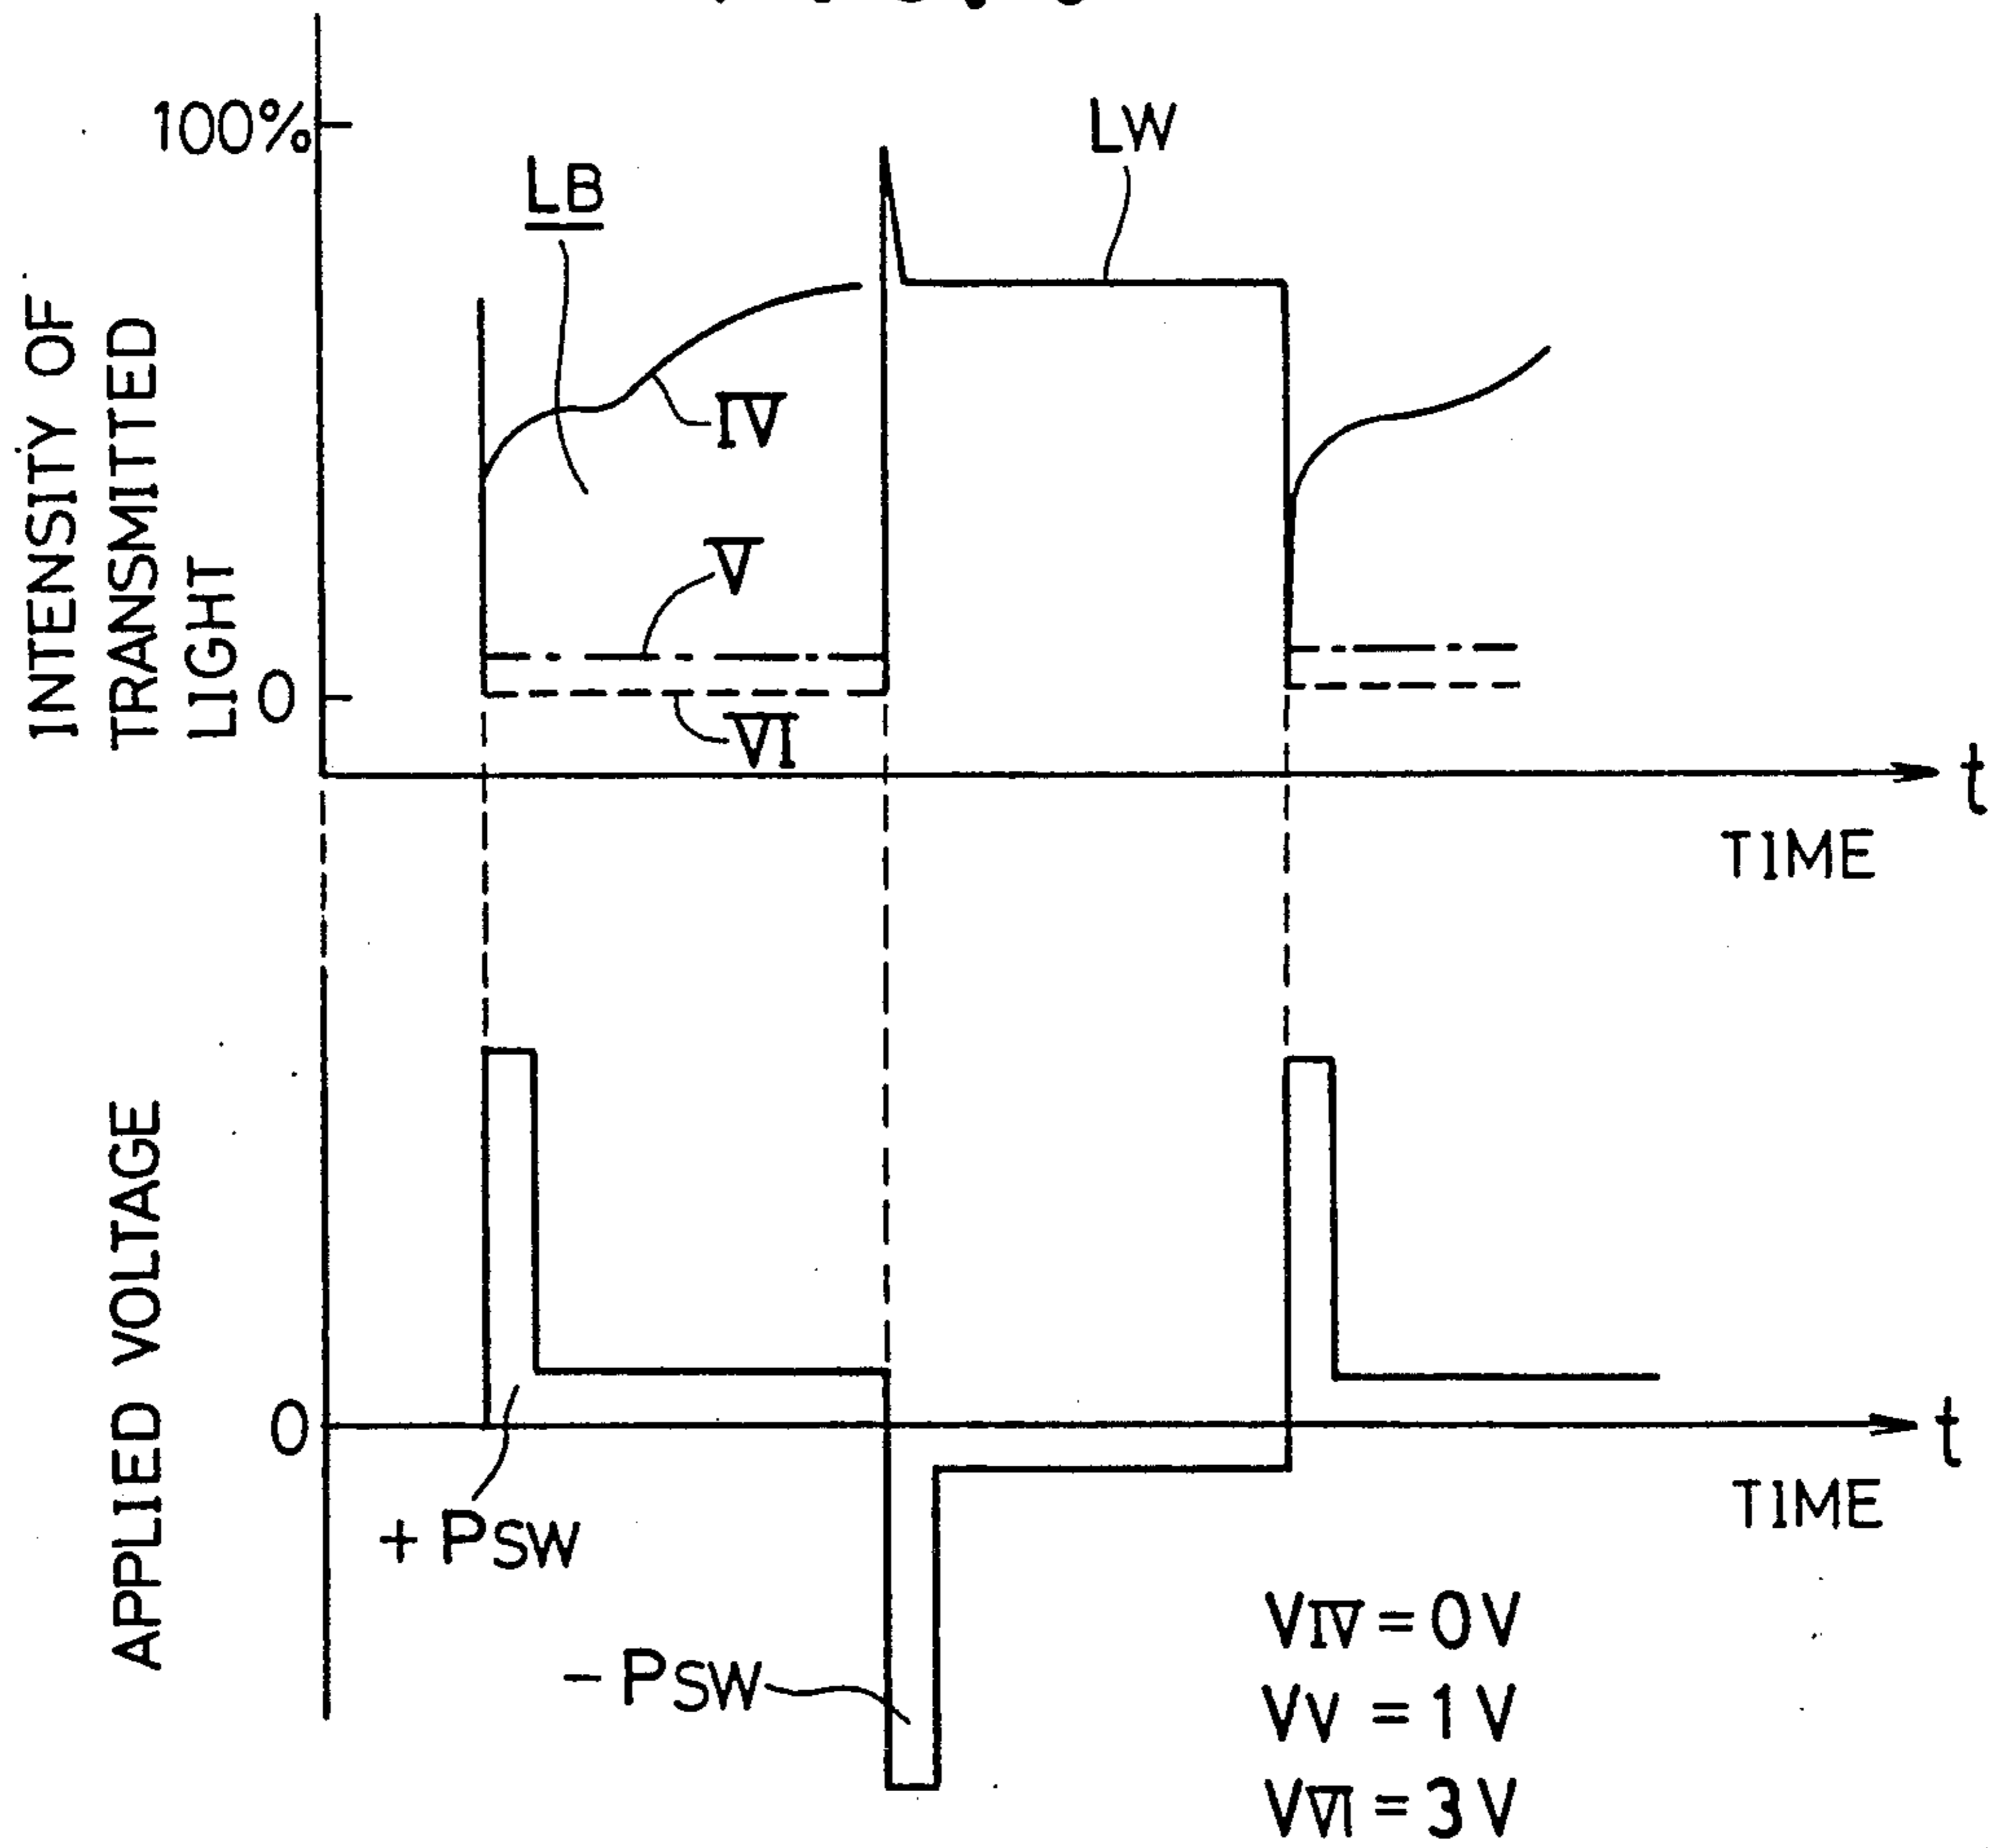 100%
LB
LW
IV
V
VI
0
INTENSITY OF
TRANSMITTED
LIGHT
t
TIME
APPLIED VOLTAGE
0
t
TIME
+ PSW
- PSW
VIV = 0V
VV = 1V
VVI = 3V